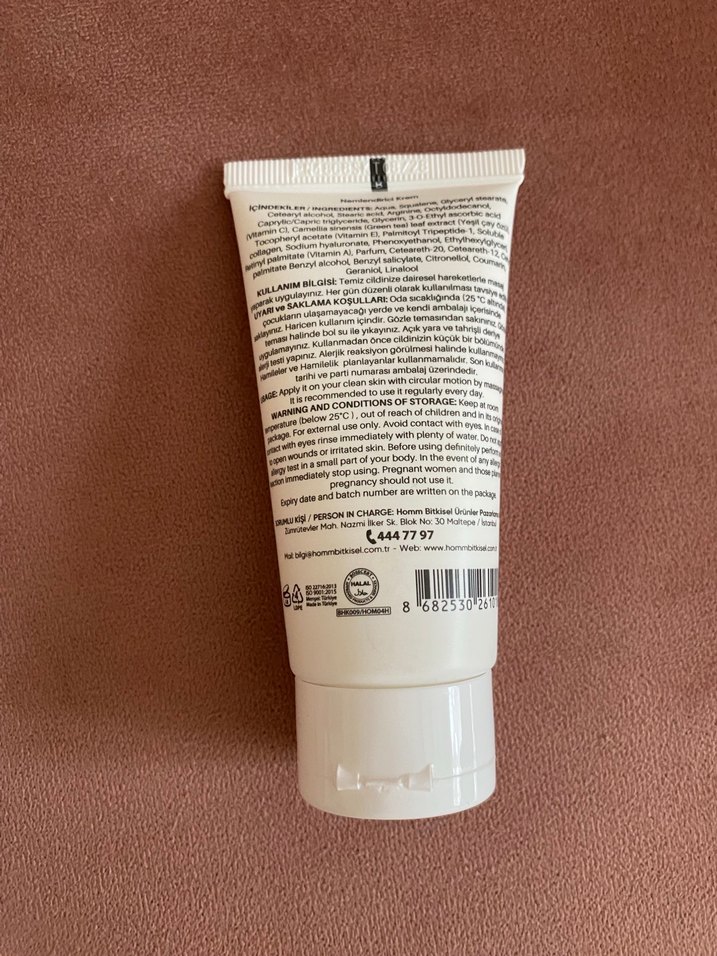 Nemlendirici Krem
İÇİNDEKİLER / INGREDIENTS: Aqua, Squalane, Glyceryl stearate,
Cetearyl alcohol, Stearic acid, Arginine, Octyldodecanol,
Caprylic/Capric triglyceride, Glycerin, 3-O-Ethyl ascorbic acid
(Vitamin C), Camellia sinensis (Green tea) leaf extract (Yeşil çay özü),
Tocopheryl acetate (Vitamin E), Palmitoyl Tripeptide-1, Soluble
collagen, Sodium hyaluronate, Phenoxyethanol, Ethylhexylglycerin,
Retinyl palmitate (Vitamin A), Parfum, Ceteareth-20, Ceteareth-12,
palmitate Benzyl alcohol, Benzyl salicylate, Citronellol, Coumarin,
Geraniol, Linalool
KULLANIM BİLGİSİ: Temiz cildinize dairesel hareketlerle masaj
yaparak uygulayınız. Her gün düzenli olarak kullanılması tavsiye
UYARI ve SAKLAMA KOŞULLARI: Oda sıcaklığında (25 °C altında
çocukların ulaşamayacağı yerde ve kendi ambalajı içerisinde
saklayınız. Haricen kullanım içindir. Gözle temasından sakınınız.
teması halinde bol su ile yıkayınız. Açık yara ve tahrişli deriye
uygulamayınız. Kullanmadan önce cildinizin küçük bir bölümüne
alerji testi yapınız. Alerjik reaksiyon görülmesi halinde kullanmayın
Hamileler ve Hamilelik planlayanlar kullanmamalıdır. Son kullanma
tarihi ve parti numarası ambalaj üzerindedir.
USAGE: Apply it on your clean skin with circular motion by massage
It is recommended to use it regularly every day.
WARNING AND CONDITIONS OF STORAGE: Keep at room
temperature (below 25°C ) , out of reach of children and in its original
package. For external use only. Avoid contact with eyes. In case
contact with eyes rinse immediately with plenty of water. Do not
to open wounds or irritated skin. Before using definitely perform
allergy test in a small part of your body. In the event of any allergy
immediately stop using. Pregnant women and those
pregnancy should not use it.
Expiry date and batch number are written on the package.
SORUMLU KİŞİ / PERSON IN CHARGE: Homm Bitkisel Ürünler
Zümrütevler Mah. Nazmi İlker Sk. Blok No: 30 Maltepe / İstanbul
444 77 97
Mail: bilgi@hommbitkisel.com.tr - Web: www.hommbitkisel.com.tr
ISO 22716:2013
ISO 9001:2015
Menşei: Türkiye
Made in Türkiye
LDPE
HALAL
BHK009/HOM04H
8 682530 26101